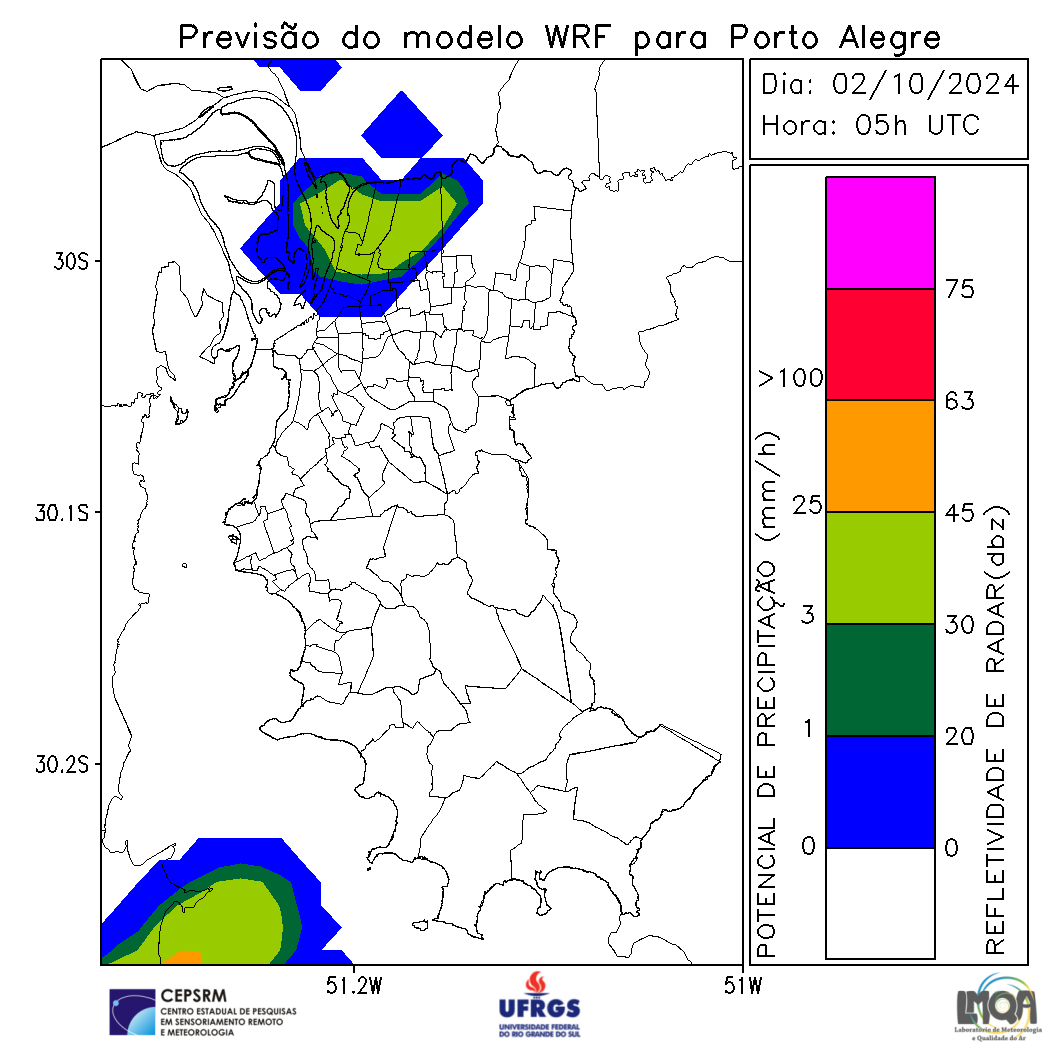 Previsão do modelo WRF para Porto Alegre
Dia: 02/10/2024
Hora: 05h UTC
30S
30.1S
30.2S
51.2W
51W
POTENCIAL DE PRECIPITAÇÃO (mm/h)
>100
25
3
1
0
75
63
45
30
20
0
REFLETIVIDADE DE RADAR(dbz)
CEPSRM
CENTRO ESTADUAL DE PESQUISAS
EM SENSORIAMENTO REMOTO
E METEOROLOGIA
UFRGS
UNIVERSIDADE FEDERAL
DO RIO GRANDE DO SUL
LMQA
Laboratório de Meteorologia
e Qualidade do Ar